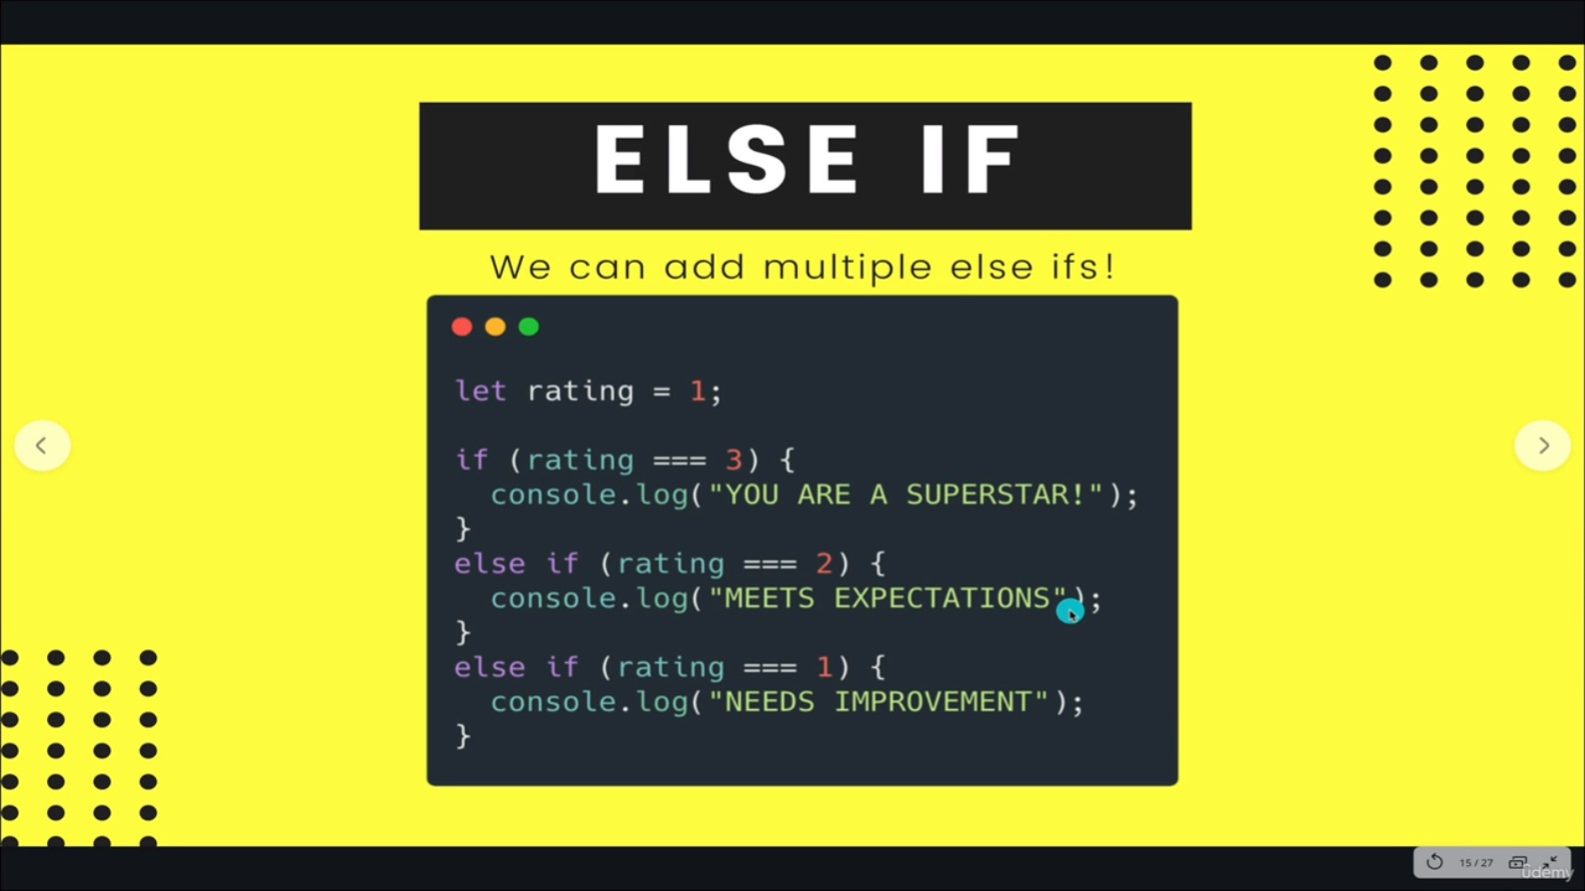 ELSE IF
We can add multiple else ifs!
let rating = 1;
if (rating === 3) {
console.log("YOU ARE A SUPERSTAR!");
}
else if (rating === 2) {
console.log("MEETS EXPECTATIONS");
}
else if (rating === 1) {
console.log("NEEDS IMPROVEMENT");
}
15 / 27
ûdemy